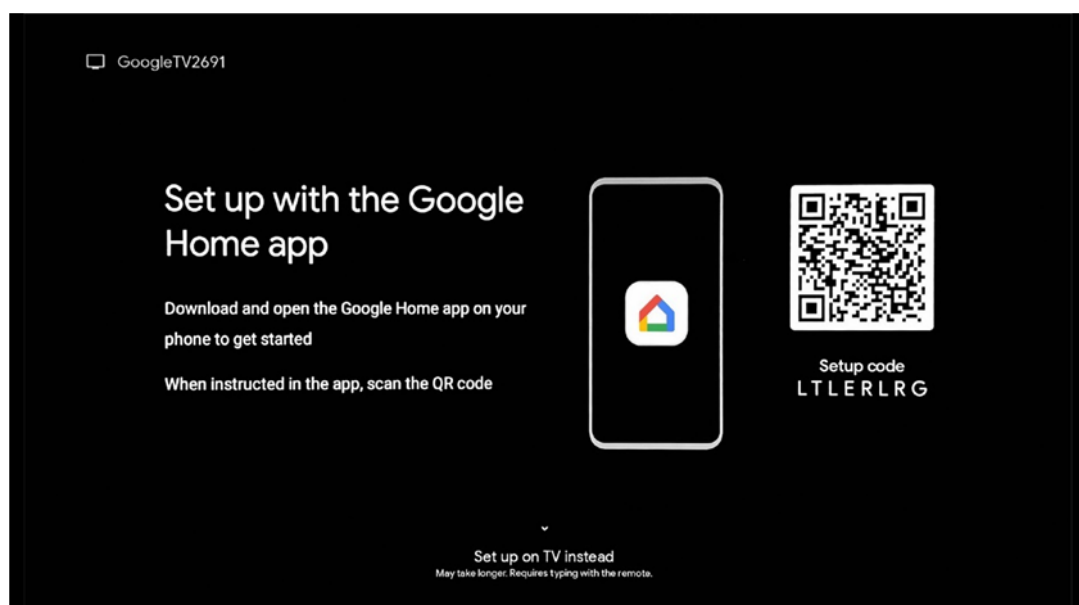 GoogleTV2691
Set up with the Google
Home app
Download and open the Google Home app on your
phone to get started
When instructed in the app, scan the QR code
Setup code
LTLERLRG
Set up on TV instead
May take longer. Requires typing with the remote.